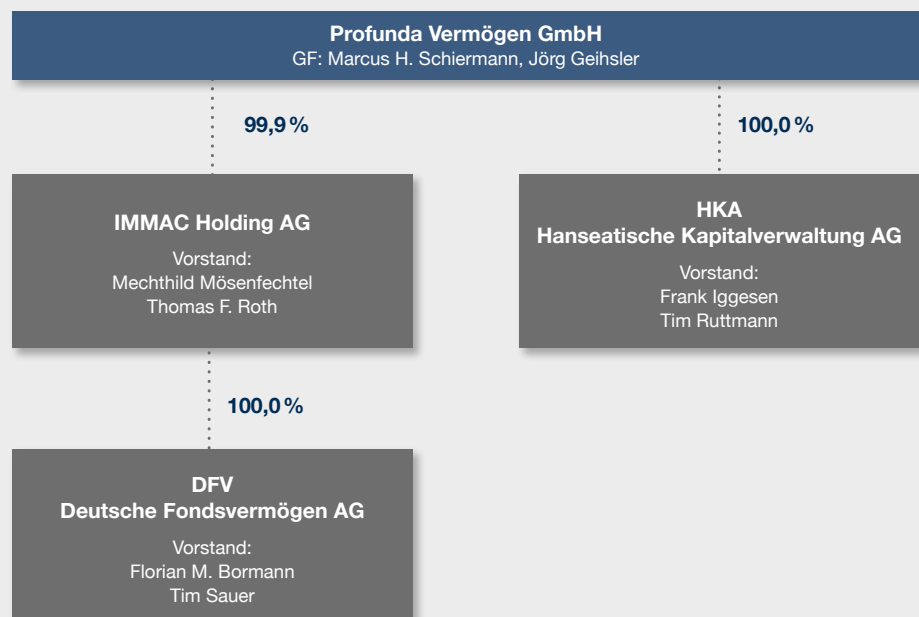 Profunda Vermögen GmbH
GF: Marcus H. Schiermann, Jörg Geihsler
99,9 %
100,0 %
IMMAC Holding AG
Vorstand:
Mechthild Mösenfechtel
Thomas F. Roth
HKA
Hanseatische Kapitalverwaltung AG
Vorstand:
Frank Iggesen
Tim Ruttmann
100,0 %
DFV
Deutsche Fondsvermögen AG
Vorstand:
Florian M. Bormann
Tim Sauer